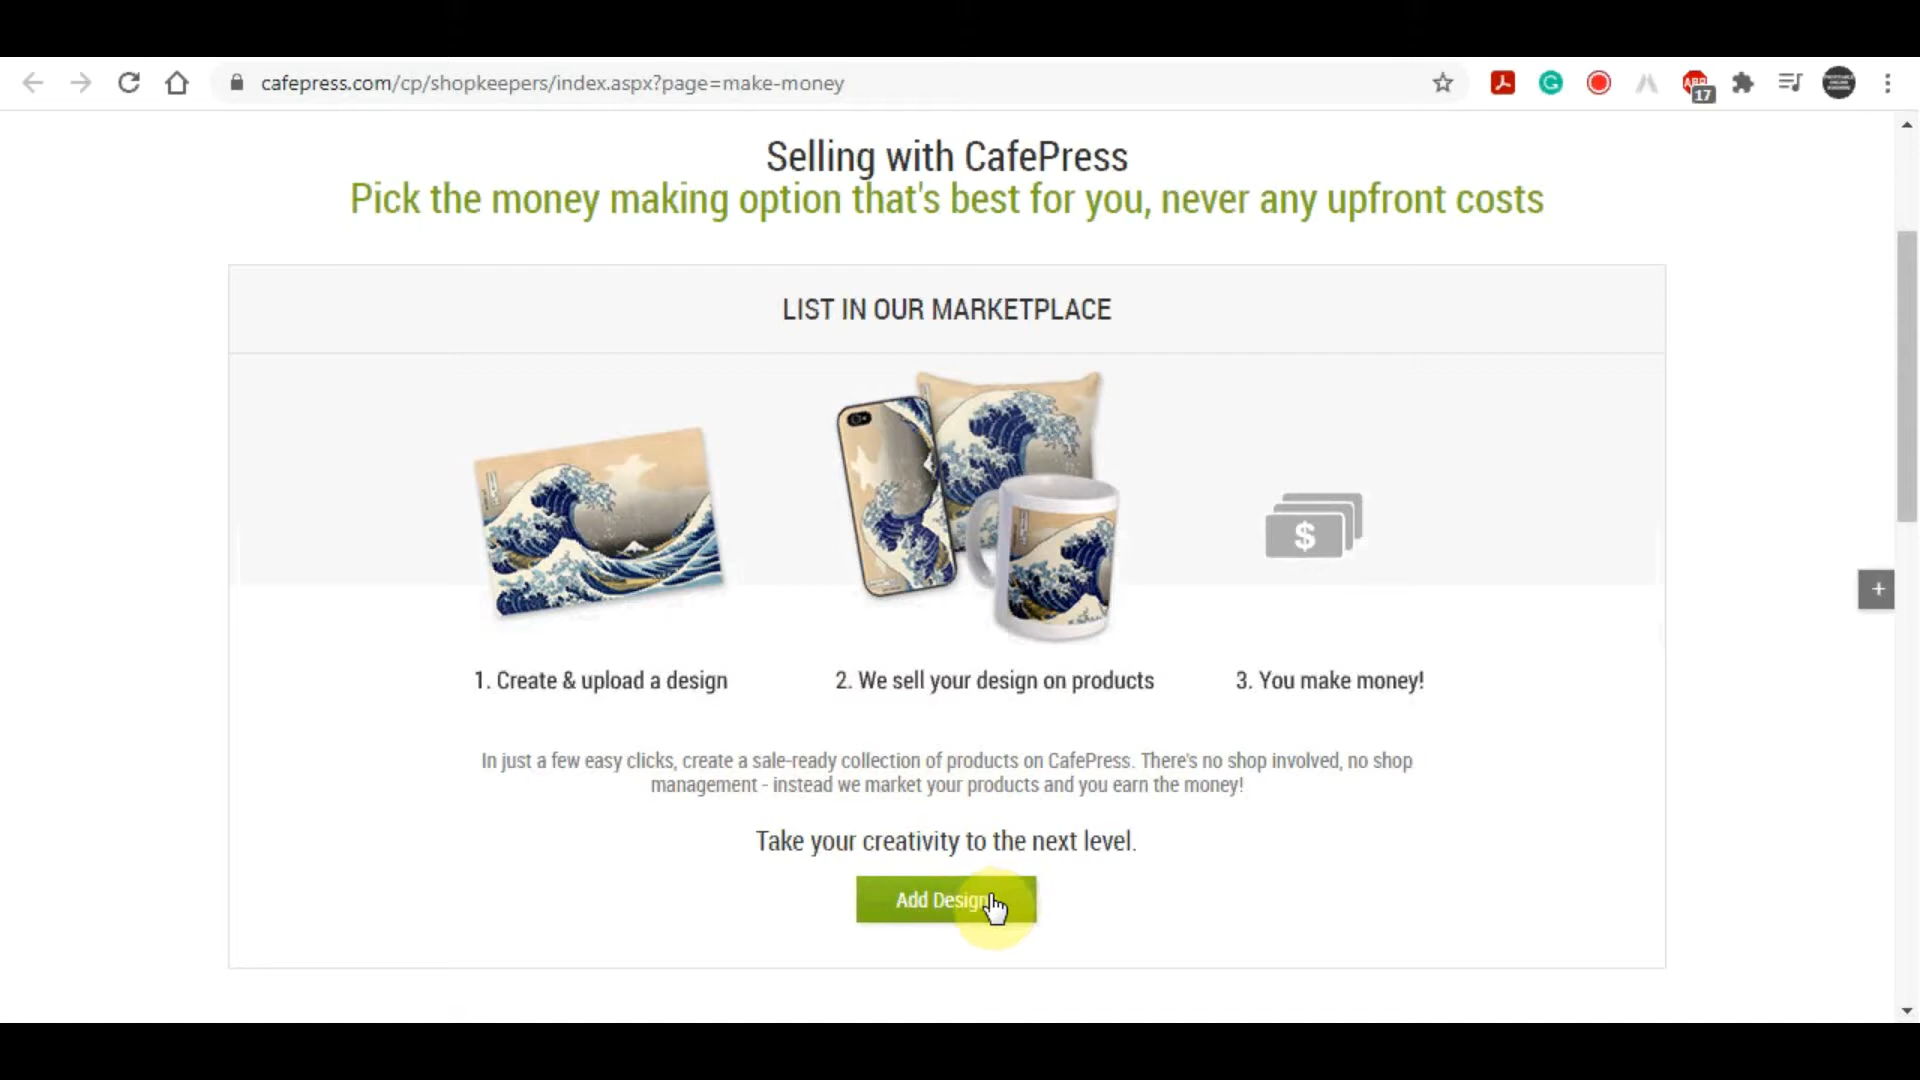 cafepress.com/cp/shopkeepers/index.aspx?page=make-money
ABP
17
Selling with CafePress
Pick the money making option that's best for you, never any upfront costs
LIST IN OUR MARKETPLACE
$
1. Create & upload a design
2. We sell your design on products
3. You make money!
In just a few easy clicks, create a sale-ready collection of products on CafePress. There's no shop involved, no shop
management - instead we market your products and you earn the money!
Take your creativity to the next level.
Add Design
+